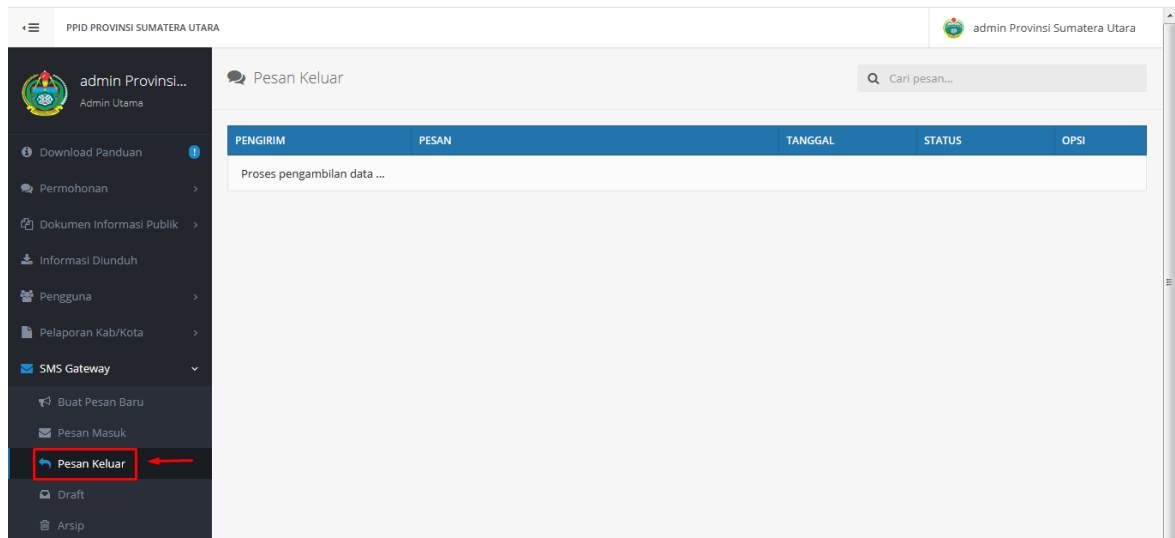 PPID PROVINSI SUMATERA UTARA
admin Provinsi Sumatera Utara
admin Provinsi...
Admin Utama
Download Panduan
Permohonan
Dokumen Informasi Publik
Informasi Diunduh
Pengguna
Pelaporan Kab/Kota
SMS Gateway
Buat Pesan Baru
Pesan Masuk
Pesan Keluar
Draft
Arsip
Pesan Keluar
Cari pesan...
PENGIRIM PESAN TANGGAL STATUS OPSI
Proses pengambilan data ...